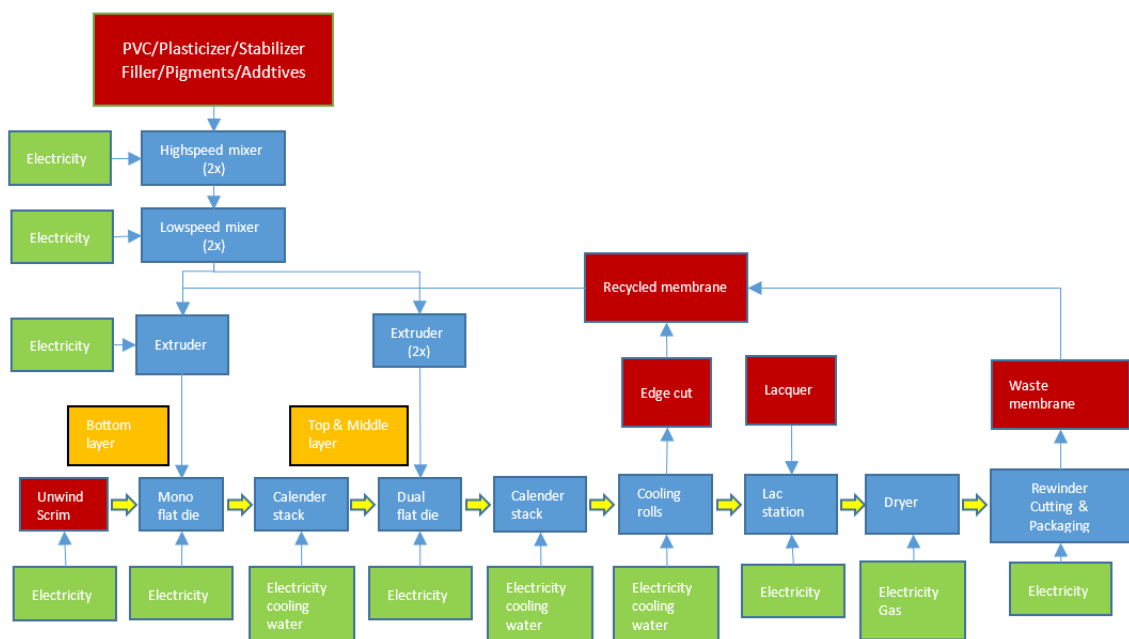 PVC/Plasticizer/Stabilizer
Filler/Pigments/Addtives
Electricity
Highspeed mixer
(2x)
Electricity
Lowspeed mixer
(2x)
Recycled membrane
Electricity
Extruder
Extruder
(2x)
Edge cut
Lacquer
Waste
membrane
Bottom
layer
Top & Middle
layer
Unwind
Scrim
Mono
flat die
Calender
stack
Dual
flat die
Calender
stack
Cooling
rolls
Lac
station
Dryer
Rewinder
Cutting &
Packaging
Electricity
Electricity
Electricity
cooling
water
Electricity
Electricity
cooling
water
Electricity
cooling
water
Electricity
Electricity
Gas
Electricity